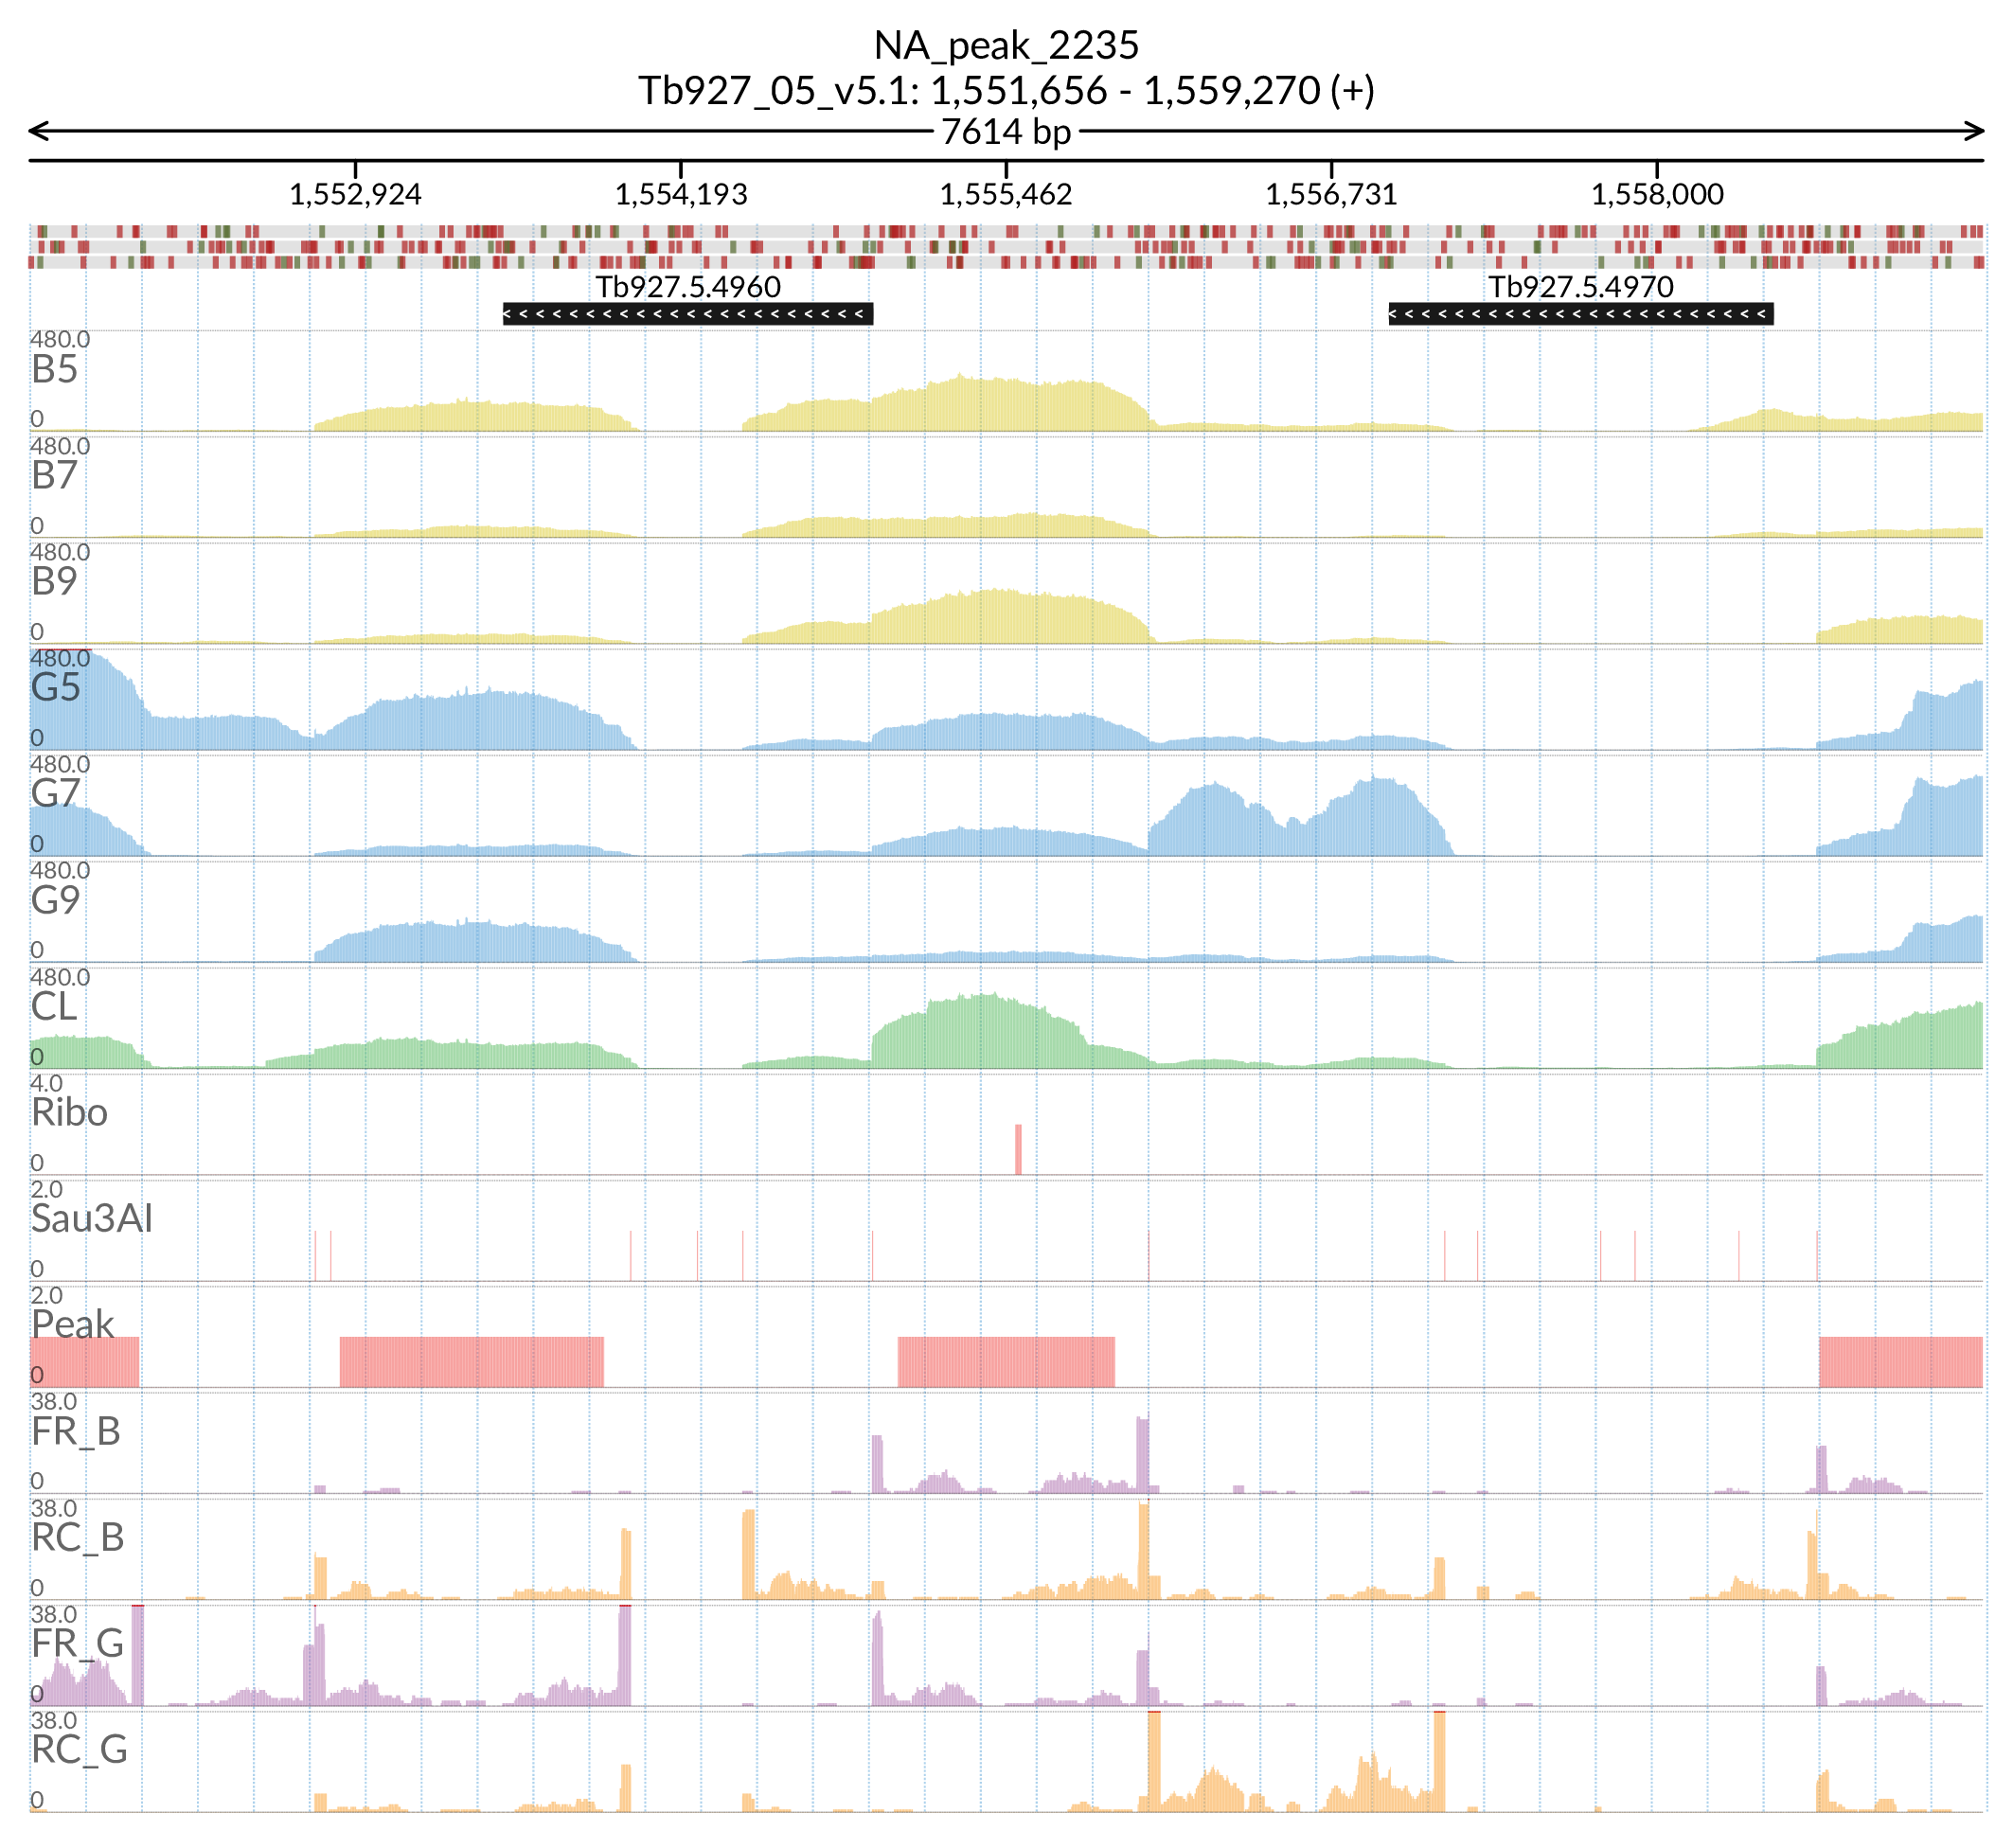 NA_peak_2235
Tb927_05_v5.1: 1,551,656 - 1,559,270 (+)
7614 bp
1,552,924 1,554,193 1,555,462 1,556,731 1,558,000
Tb927.5.4960 Tb927.5.4970
480.0
B5
0
480.0
B7
0
480.0
B9
0
480.0
G5
0
480.0
G7
0
480.0
G9
0
480.0
CL
0
4.0
Ribo
0
2.0
Sau3AI
0
2.0
Peak
0
38.0
FR_B
0
38.0
RC_B
0
38.0
FR_G
0
38.0
RC_G
0